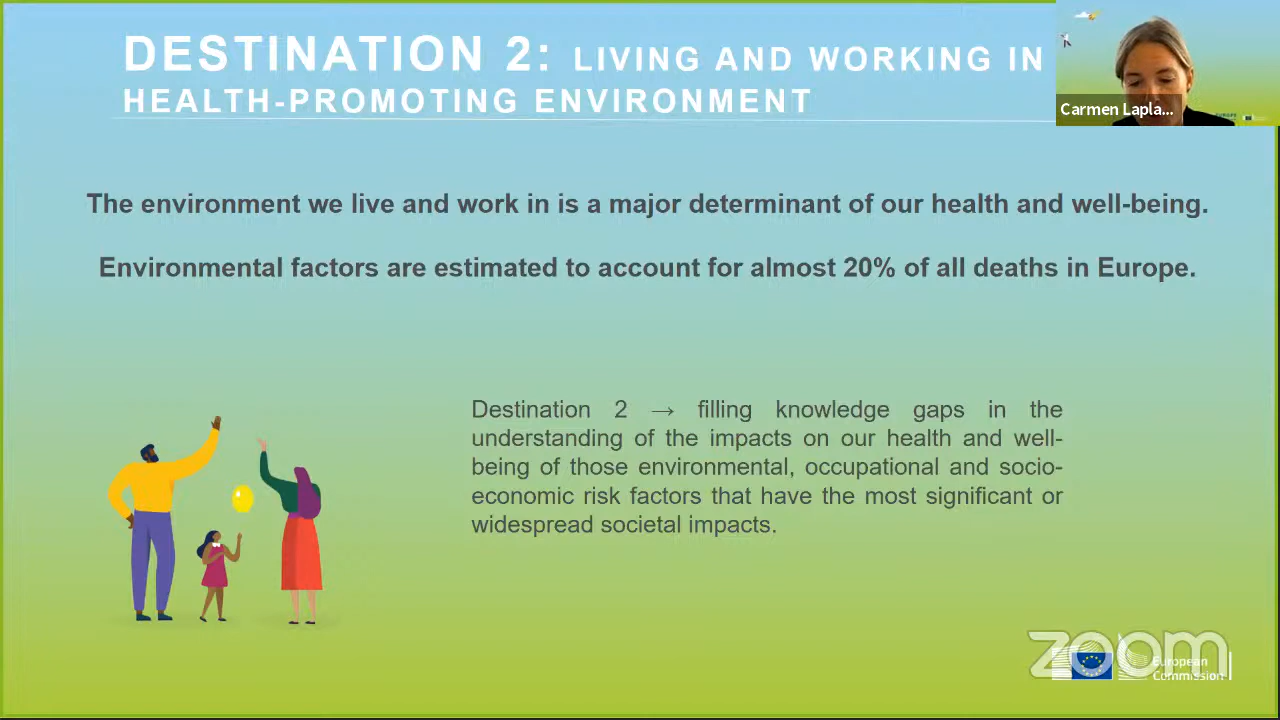 DESTINATION 2: LIVING AND WORKING IN
HEALTH-PROMOTING ENVIRONMENT
Carmen Lapla...
The environment we live and work in is a major determinant of our health and well-being.
Environmental factors are estimated to account for almost 20% of all deaths in Europe.
Destination 2 → filling knowledge gaps in the
understanding of the impacts on our health and well-
being of those environmental, occupational and socio-
economic risk factors that have the most significant or
widespread societal impacts.
zoom
European
Commission